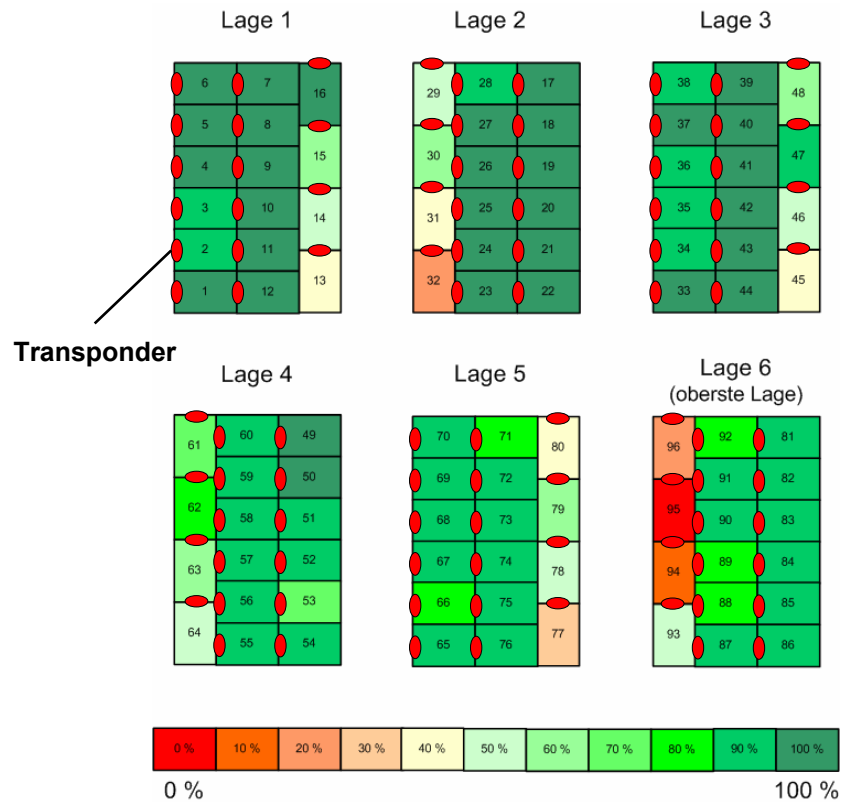 Lage 1 Lage 2 Lage 3
6 7 16 29 28 17 38 39 48
5 8 27 18 37 40
15 30 47
4 9 26 19 36 41
3 10 14 31 25 20 35 42 46
2 11 24 21 34 43
13 32 45
1 12 23 22 33 44
Transponder
Lage 4 Lage 5 Lage 6
(oberste Lage)
61 60 49 70 71 80 96 92 81
59 50 69 72 91 82
62 79 95
58 51 68 73 90 83
63 57 52 67 74 78 94 89 84
56 53 66 75 88 85
64 77 93
55 54 65 76 87 86
0 % 10 % 20 % 30 % 40 % 50 % 60 % 70 % 80 % 90 % 100 %
0 % 100 %